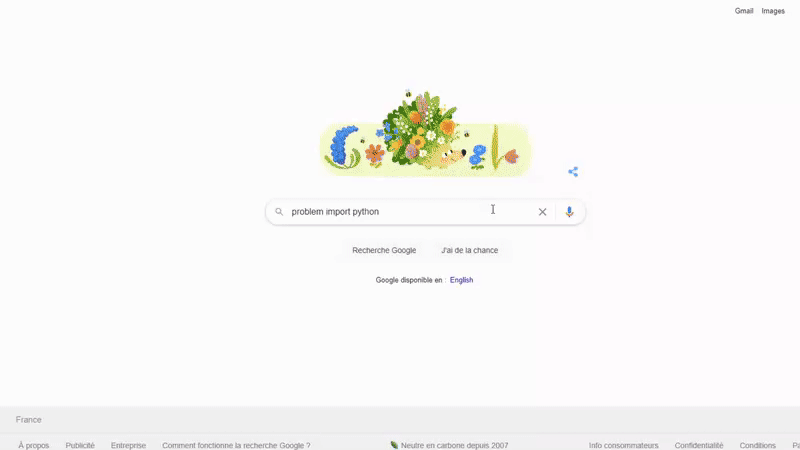 Gmail Images
problem import python
Recherche Google J'ai de la chance
Google disponible en : English
France
À propos Publicité Entreprise Comment fonctionne la recherche Google ? Neutre en carbone depuis 2007 Info consommateurs Confidentialité Conditions